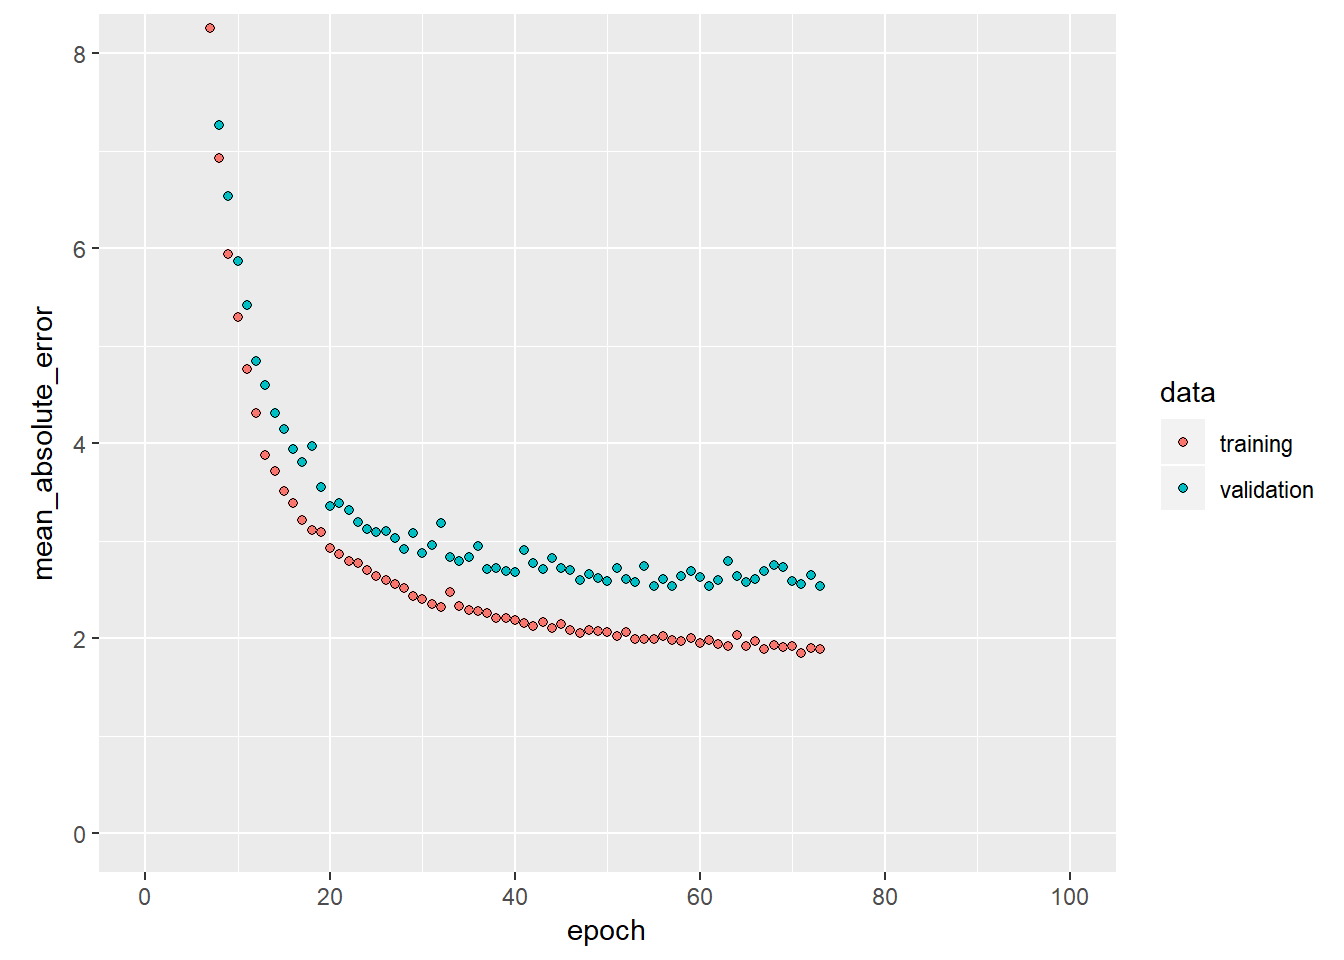 8
6
4
2
0
mean_absolute_error
0 20 40 60 80 100
epoch
data
training
validation